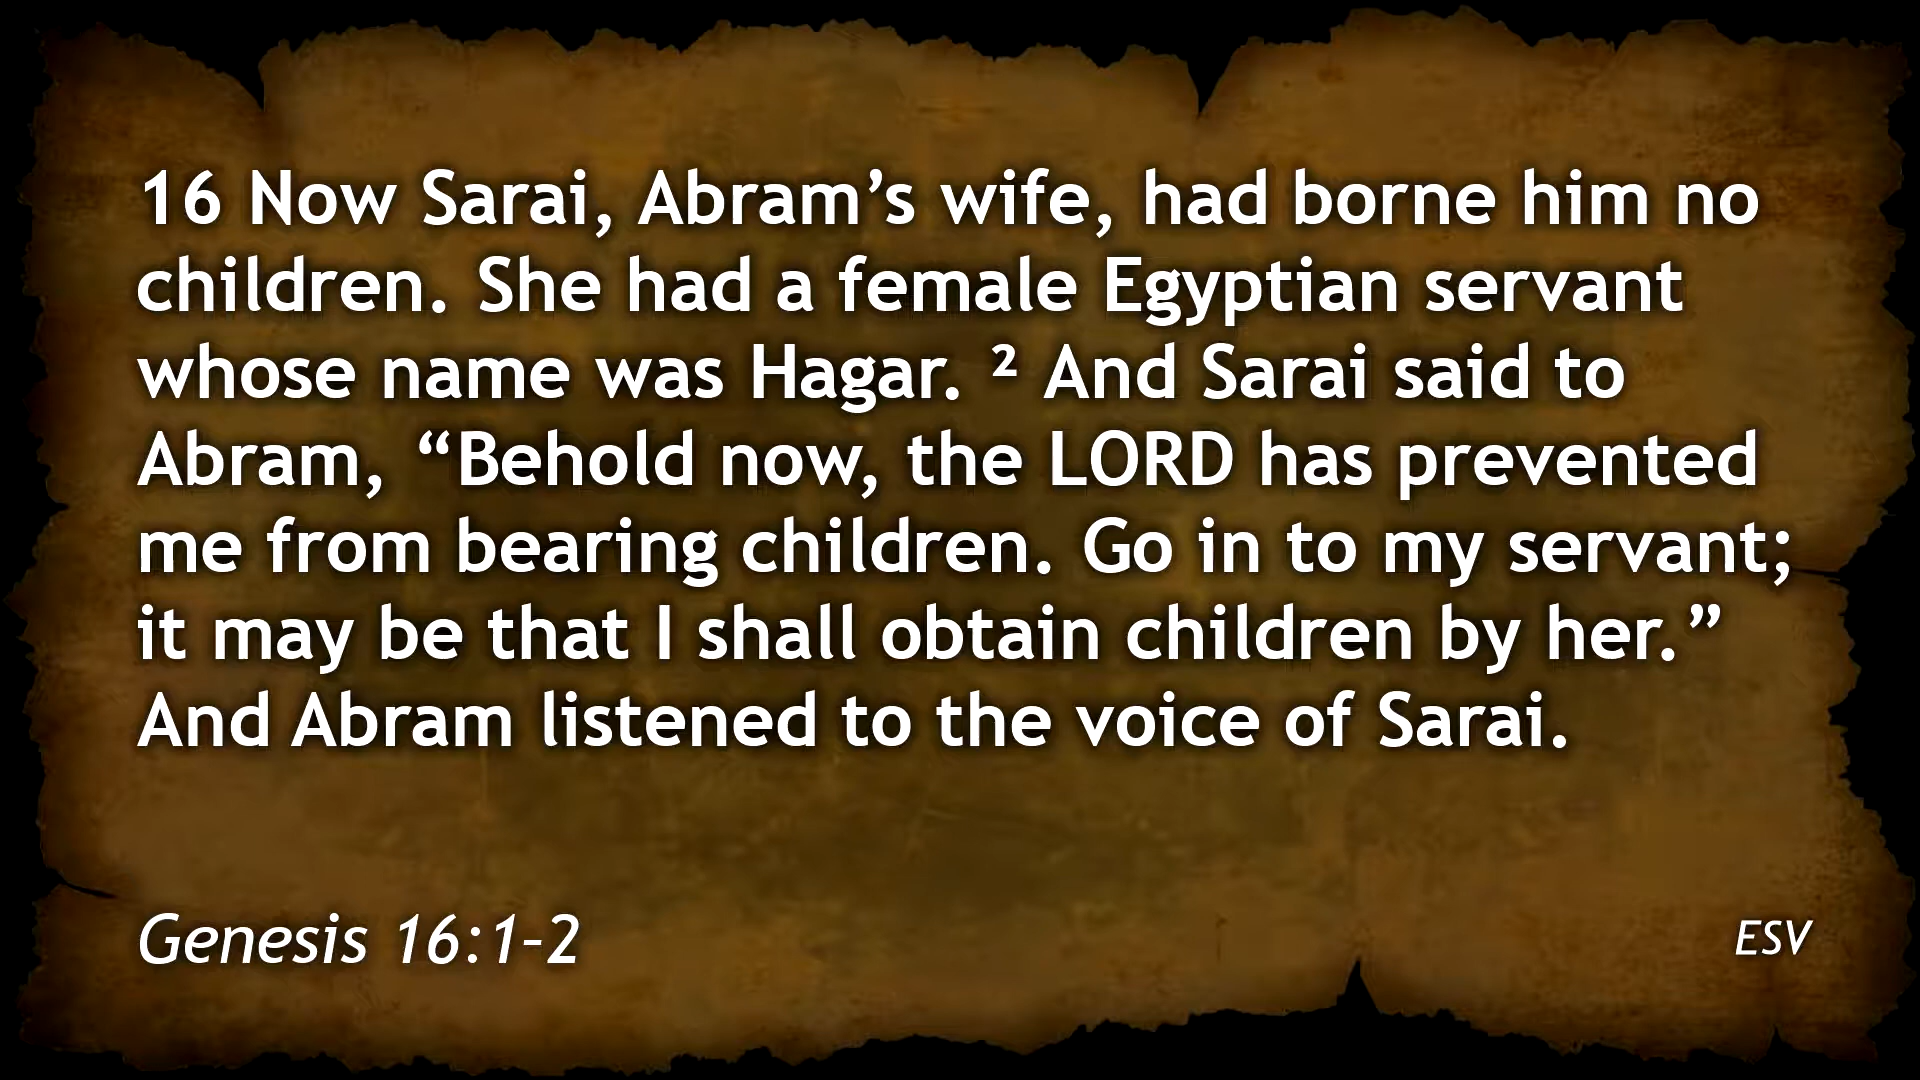 16 Now Sarai, Abram’s wife, had borne him no
children. She had a female Egyptian servant
whose name was Hagar. ² And Sarai said to
Abram, “Behold now, the LORD has prevented
me from bearing children. Go in to my servant;
it may be that I shall obtain children by her.”
And Abram listened to the voice of Sarai.
Genesis 16:1–2
ESV